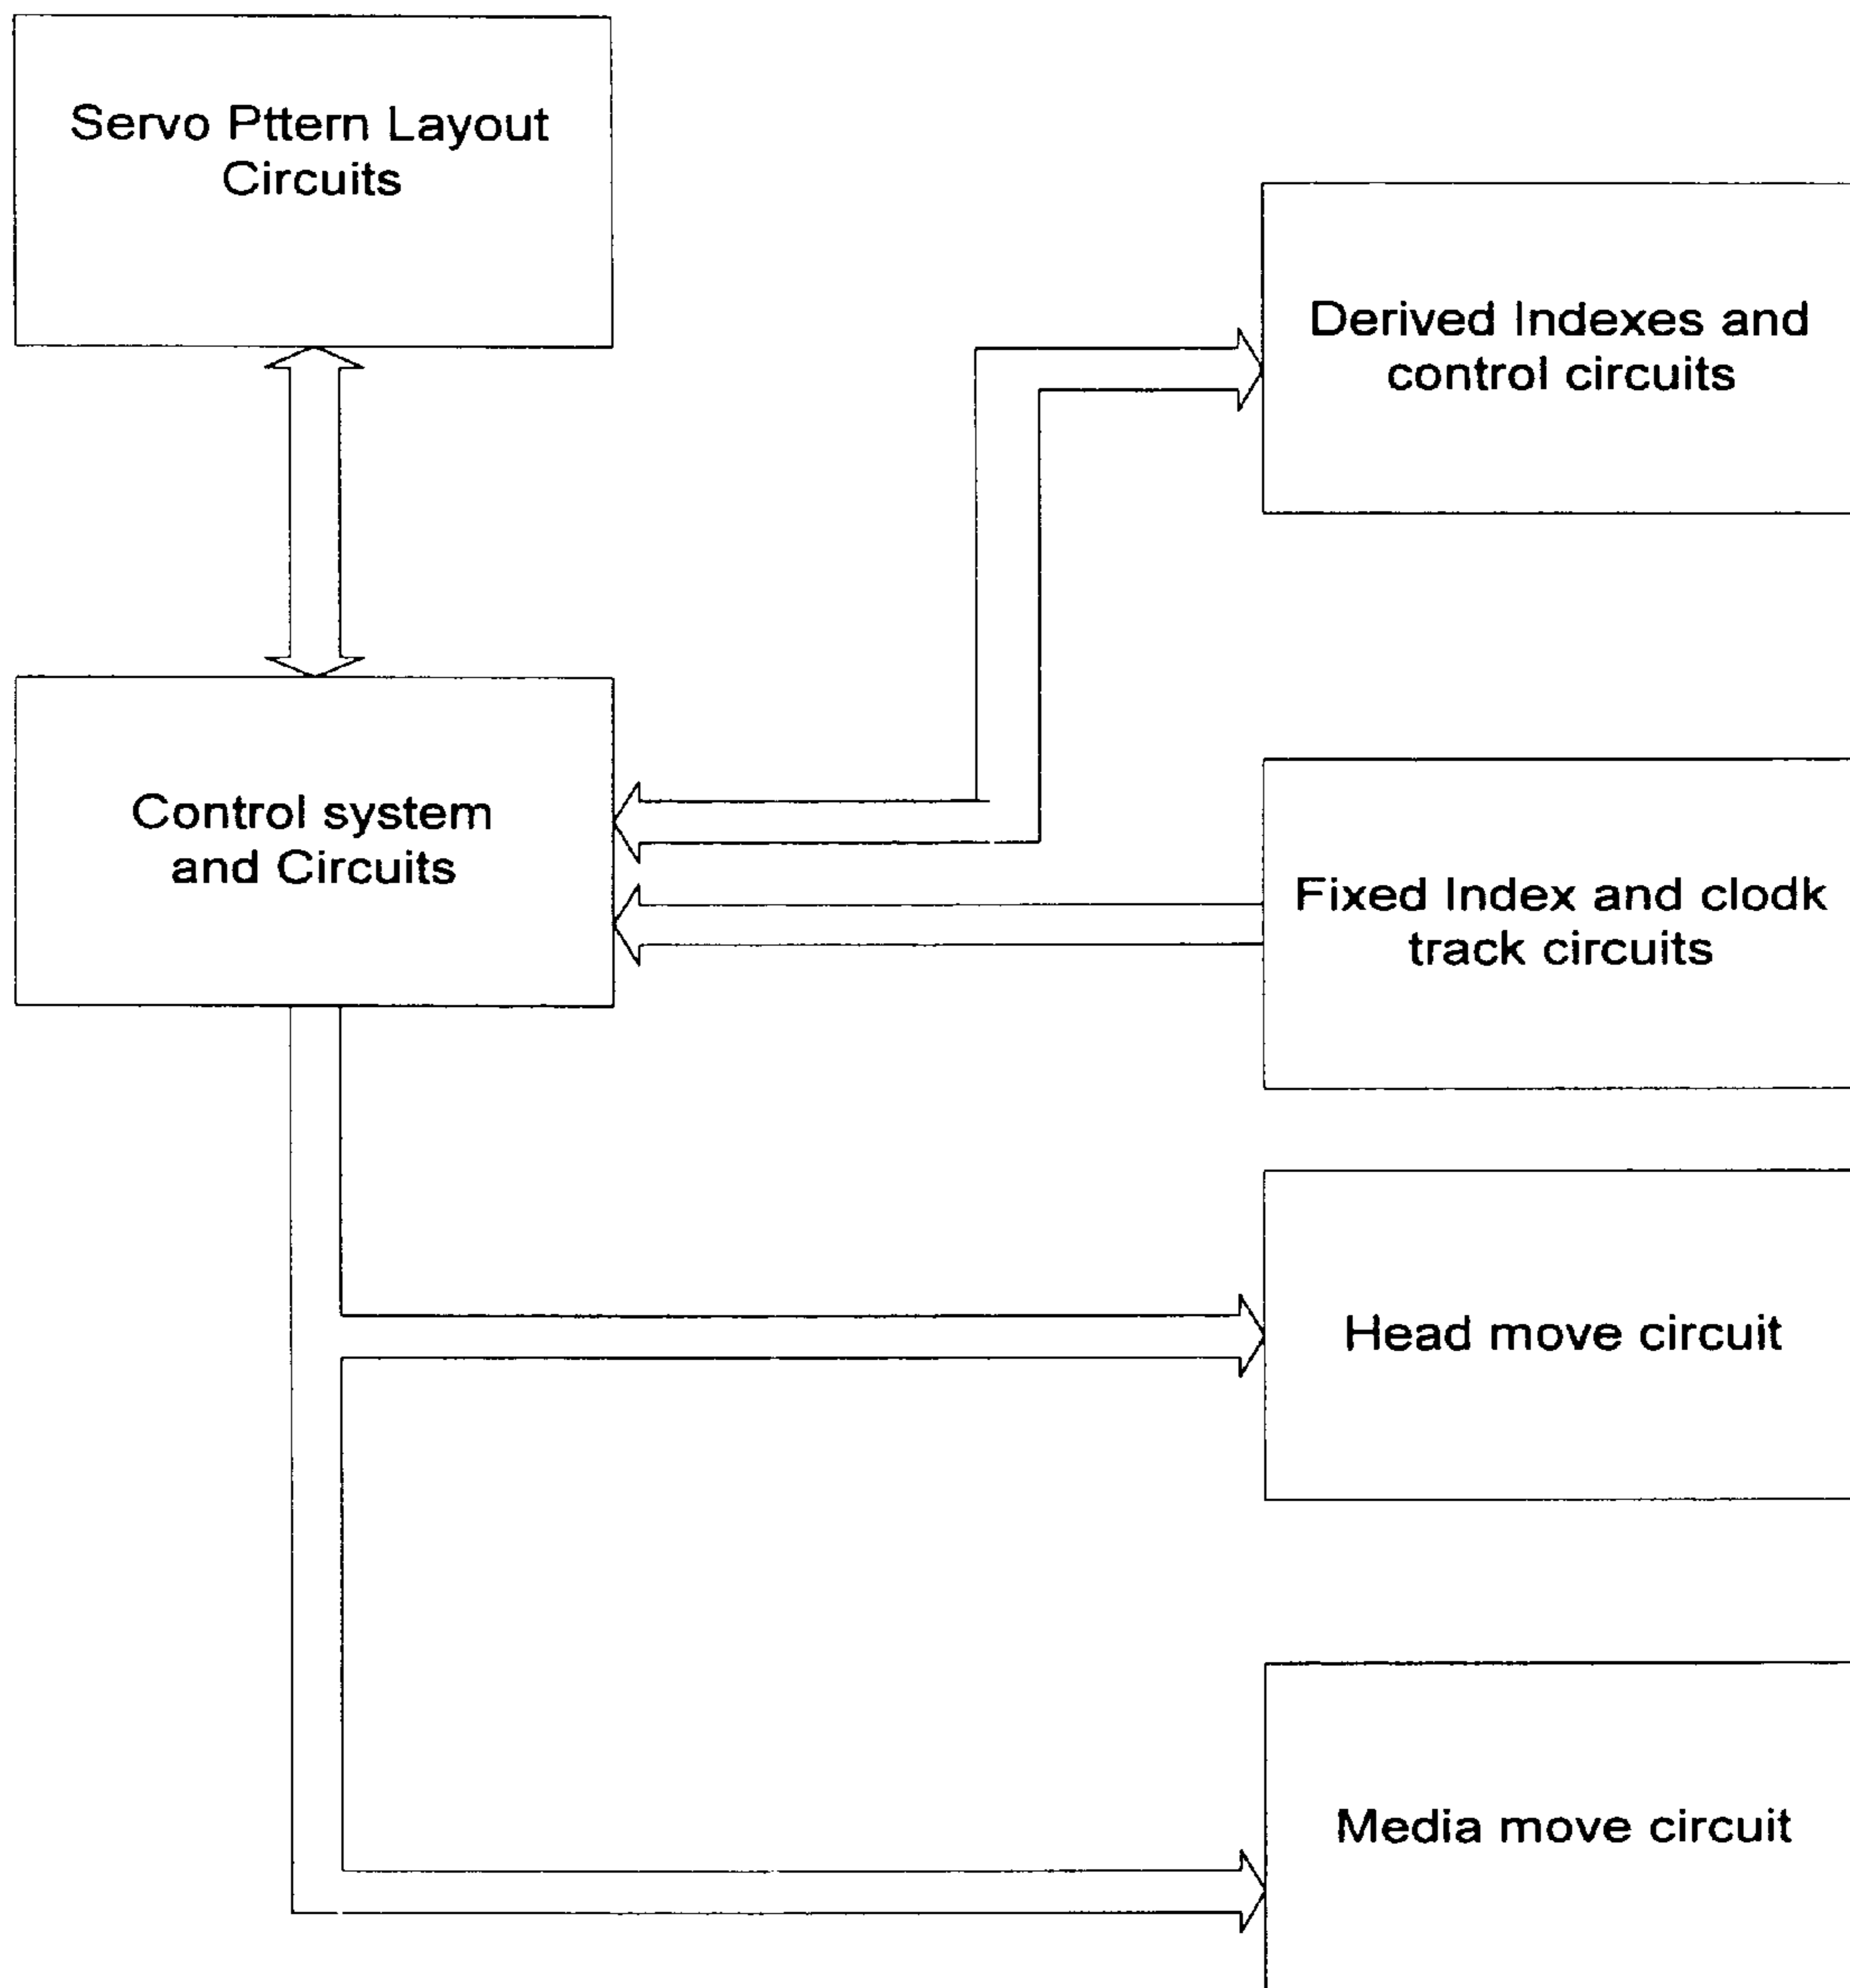 Servo Pttern Layout
Circuits
Derived Indexes and
control circuits
Control system
and Circuits
Fixed Index and clodk
track circuits
Head move circuit
Media move circuit